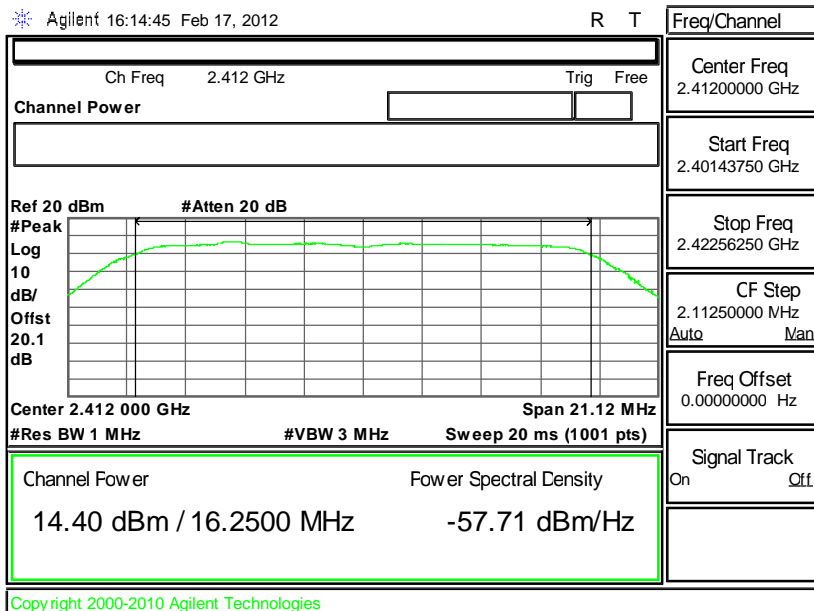 Agilent 16:14:45 Feb 17, 2012 R T
Freq/Channel
Ch Freq 2.412 GHz Trig Free
Channel Power
Center Freq
2.41200000 GHz
Start Freq
2.40143750 GHz
Stop Freq
2.42256250 GHz
CF Step
2.11250000 MHz
Auto Man
Freq Offset
0.00000000 Hz
Signal Track
On Off
Ref 20 dBm #Atten 20 dB
#Peak
Log
10
dB/
Offst
20.1
dB
Center 2.412 000 GHz Span 21.12 MHz
#Res BW 1 MHz #VBW 3 MHz Sweep 20 ms (1001 pts)
Channel Power Power Spectral Density
14.40 dBm / 16.2500 MHz -57.71 dBm/Hz
Copyright 2000-2010 Agilent Technologies